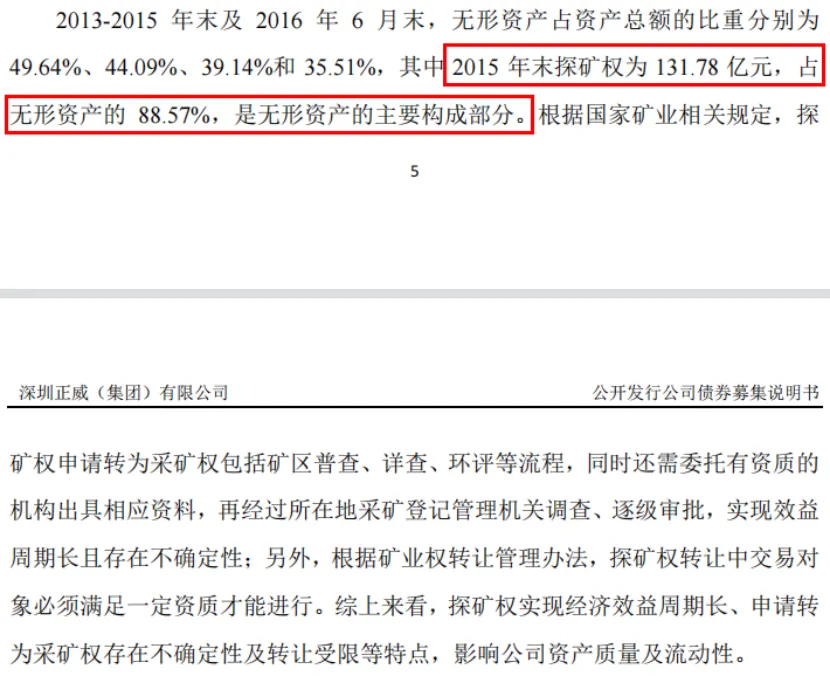 2013-2015 年末及 2016 年 6 月末，无形资产占资产总额的比重分别为
49.64%、44.09%、39.14%和 35.51%，其中 2015 年末探矿权为 131.78 亿元，占
无形资产的 88.57%，是无形资产的主要构成部分。根据国家矿业相关规定，探
5
深圳正威（集团）有限公司 公开发行公司债券募集说明书
矿权申请转为采矿权包括矿区普查、详查、环评等流程，同时还需委托有资质的
机构出具相应资料，再经过所在地采矿登记管理机关调查、逐级审批，实现效益
周期长且存在不确定性；另外，根据矿业权转让管理办法，探矿权转让中交易对
象必须满足一定资质才能进行。综上来看，探矿权实现经济效益周期长、申请转
为采矿权存在不确定性及转让受限等特点，影响公司资产质量及流动性。